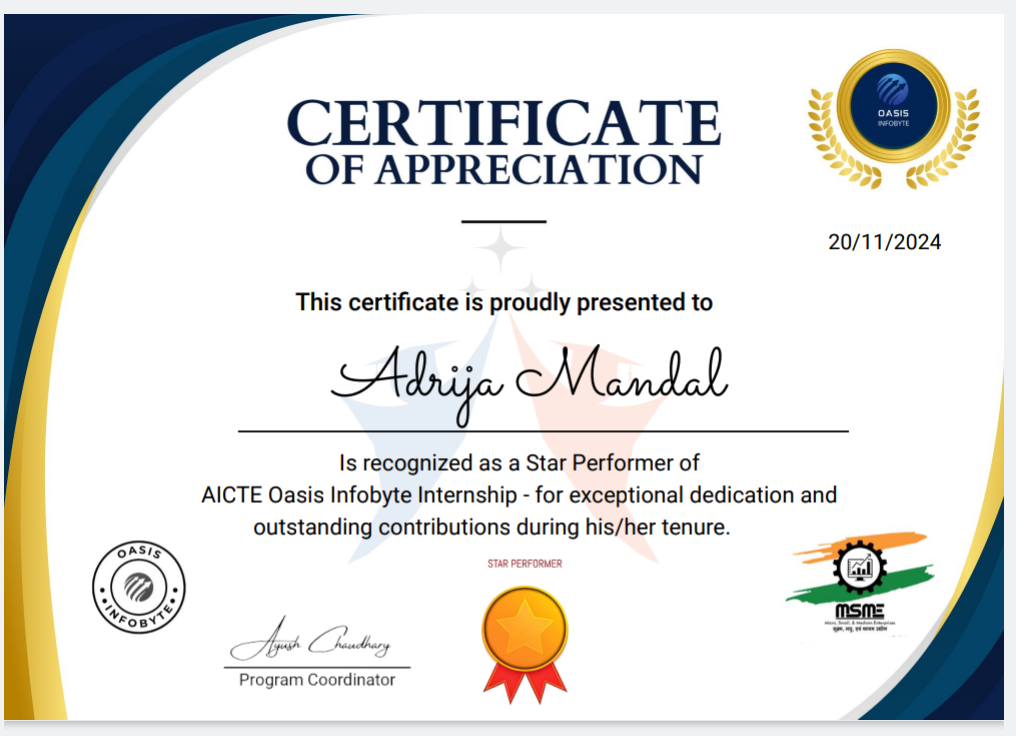 CERTIFICATE
OF APPRECIATION
OASIS
INFOBYTE
20/11/2024
This certificate is proudly presented to
Adrija Mandal
Is recognized as a Star Performer of
AICTE Oasis Infobyte Internship - for exceptional dedication and
outstanding contributions during his/her tenure.
STAR PERFORMER
OASIS
INFOBYTE
Ayush Chaudhary
Program Coordinator
MSME
Micro, Small, & Medium Enterprises
सूक्ष्म, लघु, एवं मध्यम उद्योग